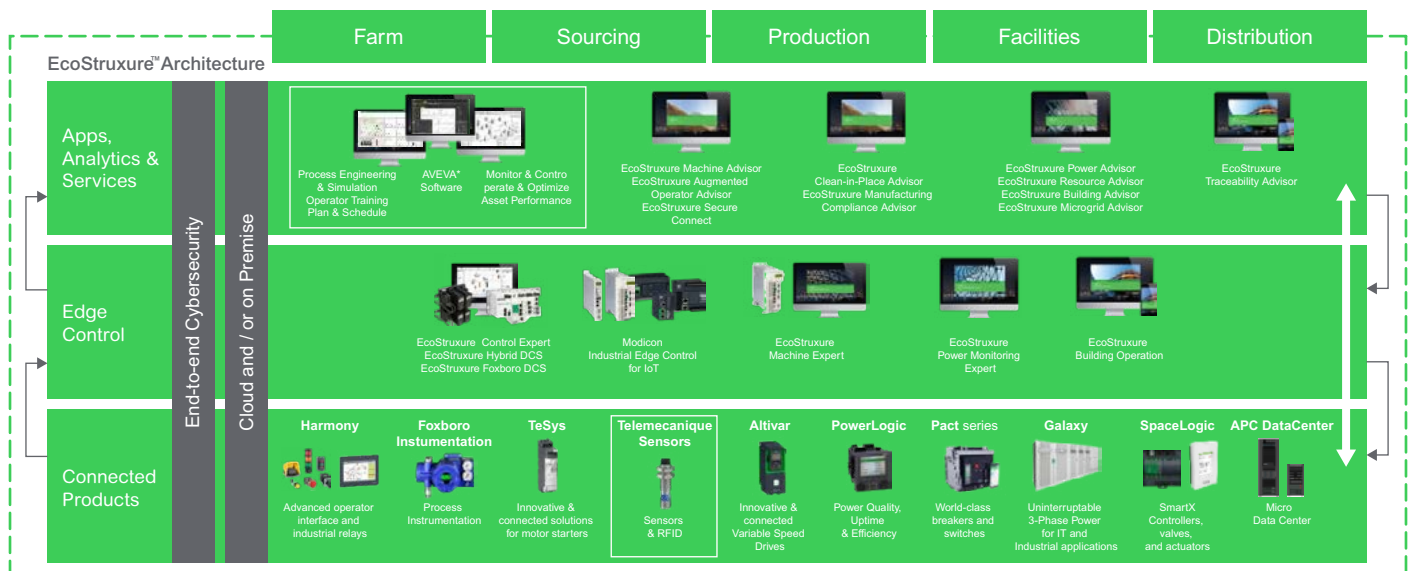 Farm
Sourcing
Production
Facilities
Distribution
EcoStruxure™ Architecture
Apps,
Analytics &
Services
End-to-end Cybersecurity
Cloud and / or on Premise
Process Engineering
& Simulation
Operator Training
Plan & Schedule
AVEVA*
Software
Monitor & Contro
perate & Optimize
Asset Performance
EcoStruxure Machine Advisor
EcoStruxure Augmented
Operator Advisor
EcoStruxure Secure
Connect
EcoStruxure
Clean-in-Place Advisor
EcoStruxure Manufacturing
Compliance Advisor
EcoStruxure Power Advisor
EcoStruxure Resource Advisor
EcoStruxure Building Advisor
EcoStruxure Microgrid Advisor
EcoStruxure
Traceability Advisor
Edge
Control
EcoStruxure Control Expert
EcoStruxure Hybrid DCS
EcoStruxure Foxboro DCS
Modicon
Industrial Edge Control
for IoT
EcoStruxure
Machine Expert
EcoStruxure
Power Monitoring
Expert
EcoStruxure
Building Operation
Connected
Products
Harmony
Advanced operator
interface and
industrial relays
Foxboro
Instumentation
Process
Instrumentation
TeSys
Innovative &
connected solutions
for motor starters
Telemecanique
Sensors
Sensors
& RFID
Altivar
Innovative &
connected
Variable Speed
Drives
PowerLogic
Power Quality,
Uptime
& Efficiency
Pact series
World-class
breakers and
switches
Galaxy
Uninterruptable
3-Phase Power
for IT and
Industrial applications
SpaceLogic
SmartX
Controllers,
valves,
and actuators
APC DataCenter
Micro
Data Center